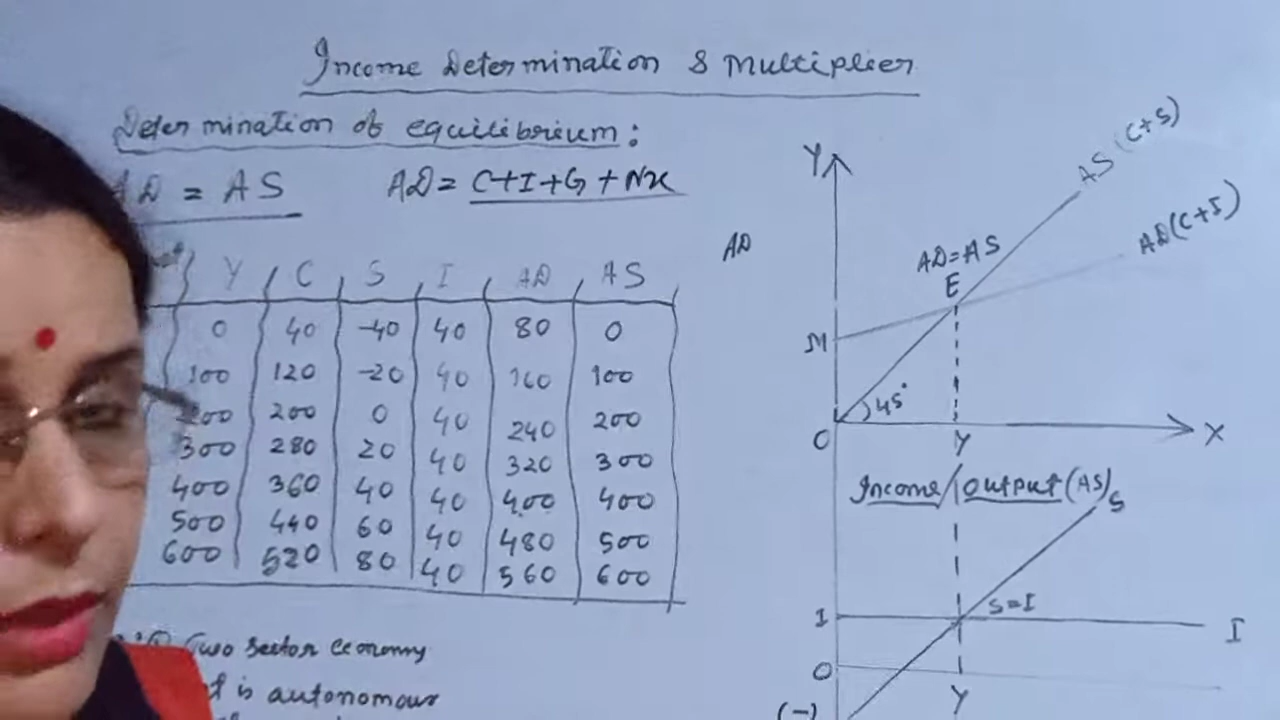 Income Determination & Multiplier
Determination of equilibrium:
AD = AS AD = C+I+G+Nx
Y C S I AD AS
0 40 -40 40 80 0
100 120 -20 40 160 100
200 200 0 40 240 200
300 280 20 40 320 300
400 360 40 40 400 400
500 440 60 40 480 500
600 520 80 40 560 600
Two sector economy
is autonomous
AD
Y
AS (C+S)
AD(C+I)
AD=AS
E
M
45°
O Y X
Income/output(AS)
S
S=I
I I
O
Y
(-)